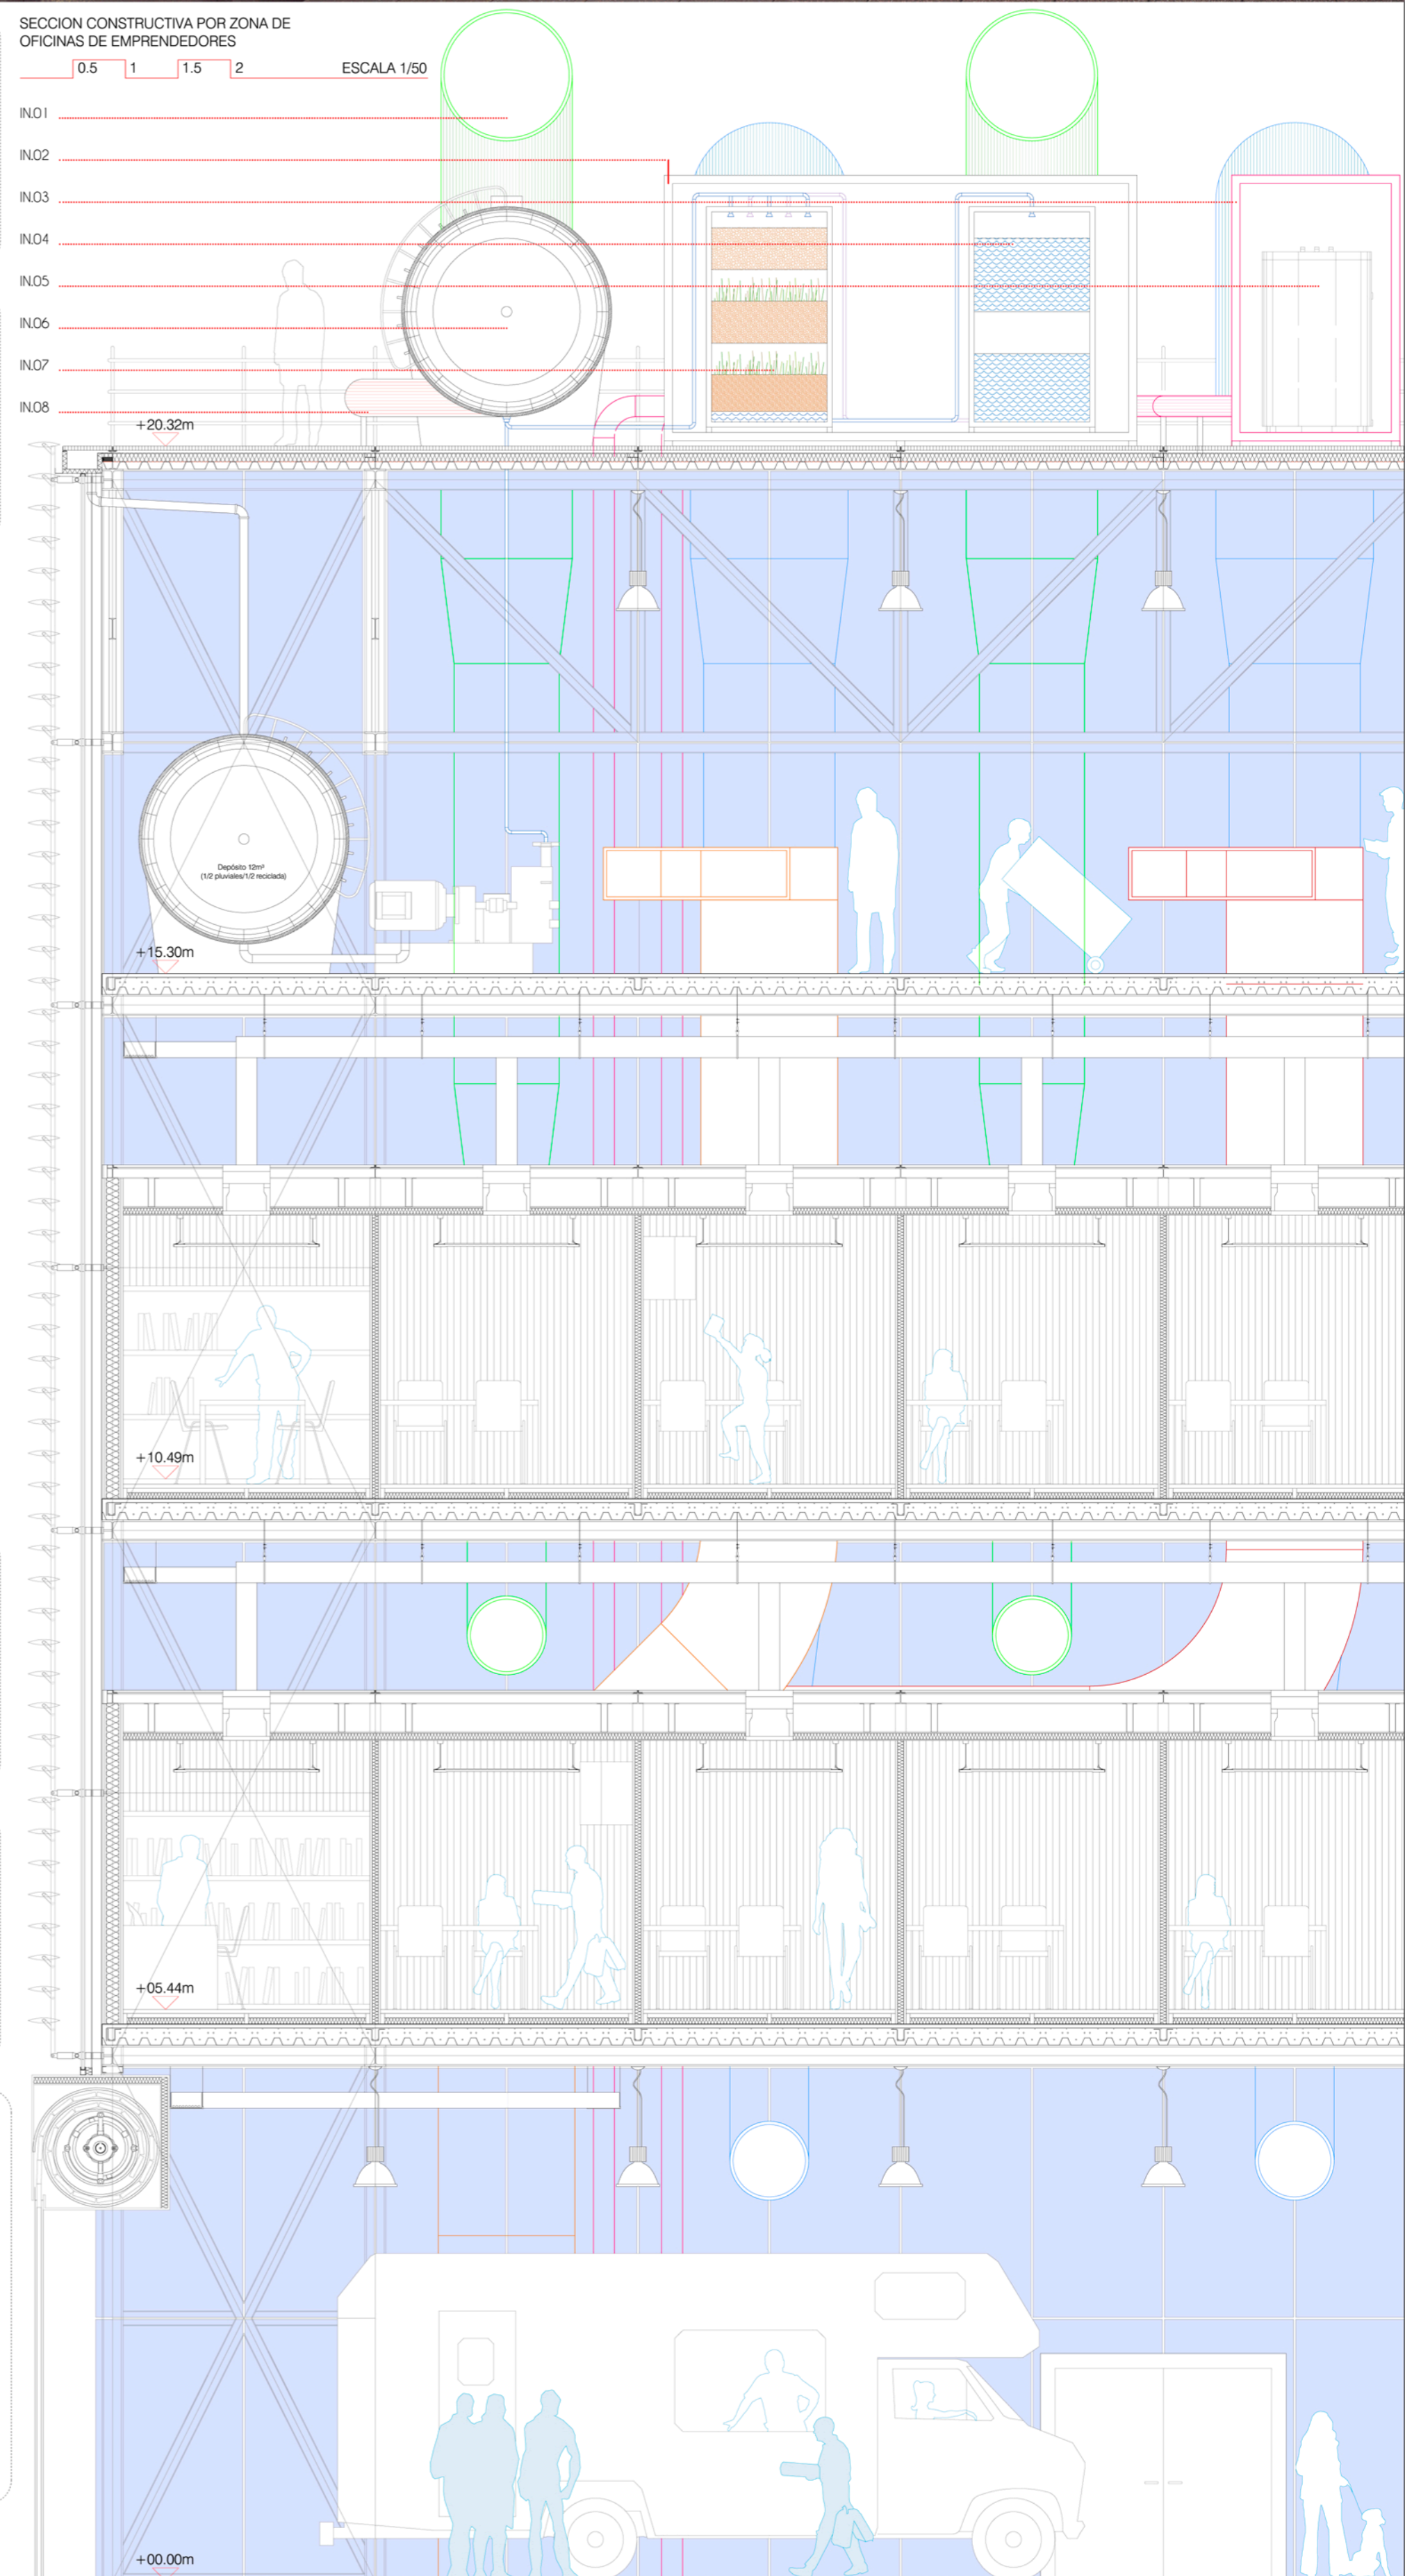 SECCION CONSTRUCTIVA POR ZONA DE
OFICINAS DE EMPRENDEDORES
0.5 1 1.5 2 ESCALA 1/50
IN.01
IN.02
IN.03
IN.04
IN.05
IN.06
IN.07
IN.08
+20.32m
Depósito 12m³
(1/2 pluviales/1/2 reciclada)
+15.30m
+10.49m
+05.44m
+00.00m